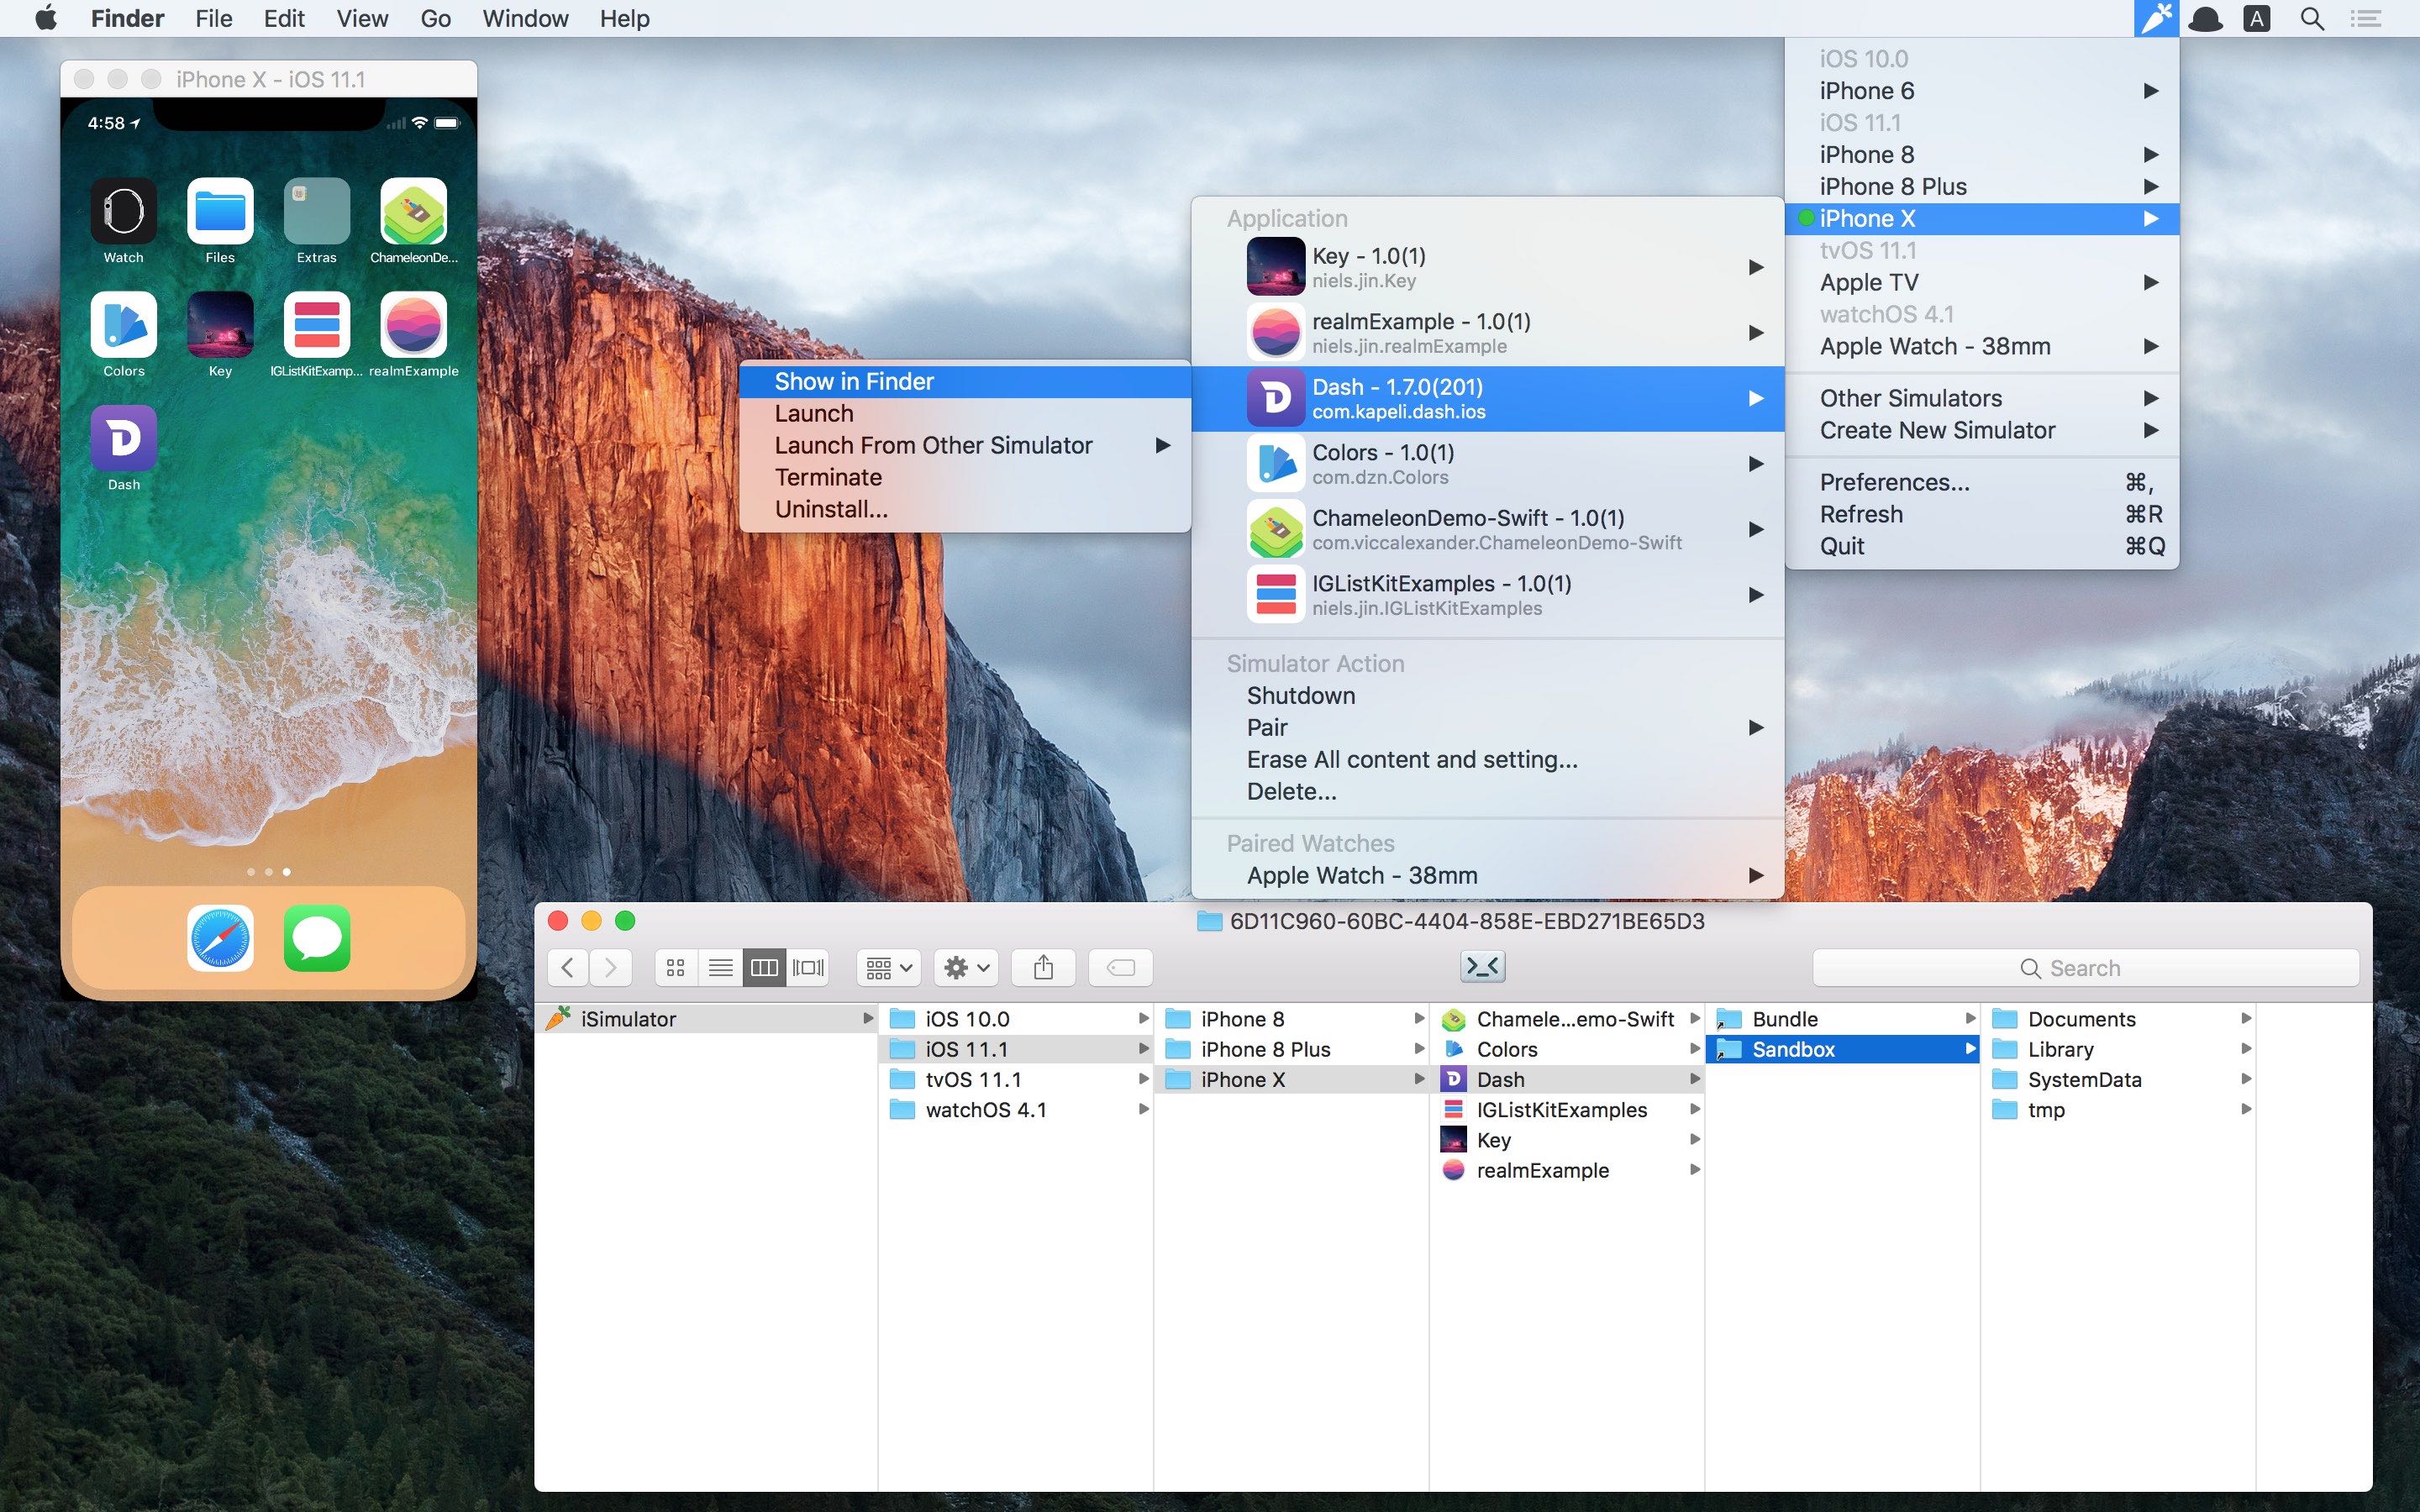 Finder File Edit View Go Window Help
A
iPhone X - iOS 11.1
4:58
Watch
Files
Extras
ChameleonDe...
Colors
Key
IGListKitExamp...
realmExample
Dash
Show in Finder
Launch
Launch From Other Simulator
Terminate
Uninstall...
Application
Key - 1.0(1)
niels.jin.Key
realmExample - 1.0(1)
niels.jin.realmExample
Dash - 1.7.0(201)
com.kapeli.dash.ios
Colors - 1.0(1)
com.dzn.Colors
ChameleonDemo-Swift - 1.0(1)
com.viccalexander.ChameleonDemo-Swift
IGListKitExamples - 1.0(1)
niels.jin.IGListKitExamples
Simulator Action
Shutdown
Pair
Erase All content and setting...
Delete...
Paired Watches
Apple Watch - 38mm
iOS 10.0
iPhone 6
iOS 11.1
iPhone 8
iPhone 8 Plus
iPhone X
tvOS 11.1
Apple TV
watchOS 4.1
Apple Watch - 38mm
Other Simulators
Create New Simulator
Preferences... ⌘,
Refresh ⌘R
Quit ⌘Q
6D11C960-60BC-4404-858E-EBD271BE65D3
Search
iSimulator
iOS 10.0
iOS 11.1
tvOS 11.1
watchOS 4.1
iPhone 8
iPhone 8 Plus
iPhone X
Chamele...emo-Swift
Colors
Dash
IGListKitExamples
Key
realmExample
Bundle
Sandbox
Documents
Library
SystemData
tmp